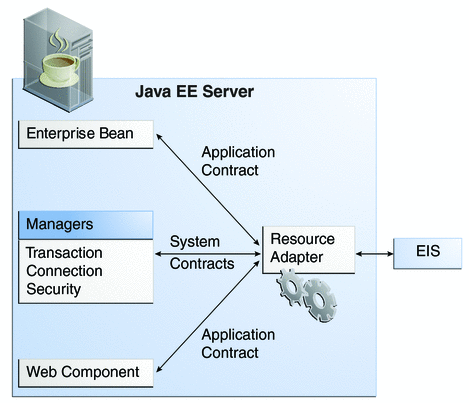 Java EE Server
Enterprise Bean
Application
Contract
Managers
Transaction
Connection
Security
System
Contracts
Resource
Adapter
EIS
Application
Contract
Web Component